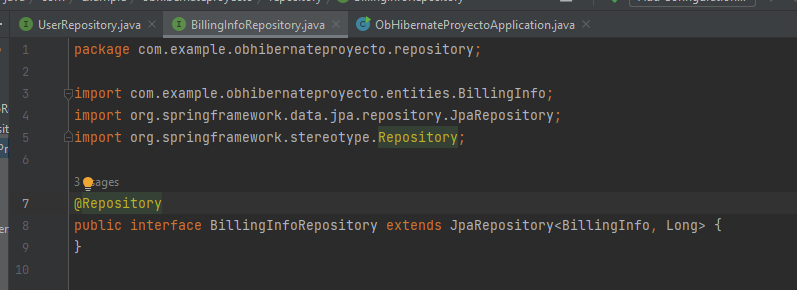 UserRepository.java BillingInfoRepository.java ObHibernateProyectoApplication.java
1 package com.example.obhibernateproyecto.repository;
2
3 import com.example.obhibernateproyecto.entities.BillingInfo;
4 import org.springframework.data.jpa.repository.JpaRepository;
5 import org.springframework.stereotype.Repository;
6
3 usages
7 @Repository
8 public interface BillingInfoRepository extends JpaRepository<BillingInfo, Long> {
9 }
10